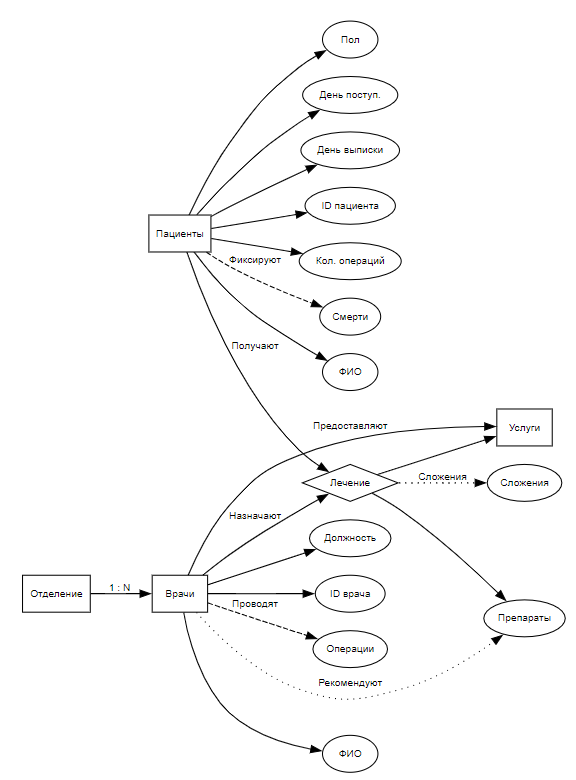 Пол
День поступ.
День выписки
ID пациента
Пациенты
Фиксируют
Кол. операций
Смерти
Получают
ФИО
Предоставляют
Услуги
Лечение
Сложения
Сложения
Назначают
Должность
Отделение
1 : N
Врачи
ID врача
Проводят
Препараты
Операции
Рекомендуют
ФИО